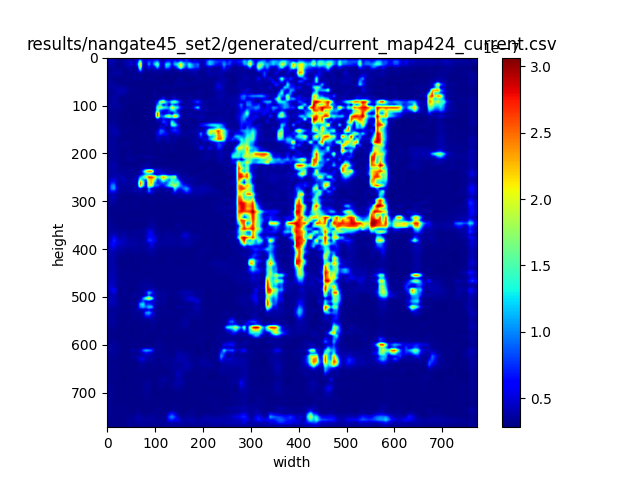 results/nangate45_set2/generated/current_map424_current.csv
1e−7
0
100
200
300
400
500
600
700
height
0 100 200 300 400 500 600 700
width
3.0
2.5
2.0
1.5
1.0
0.5